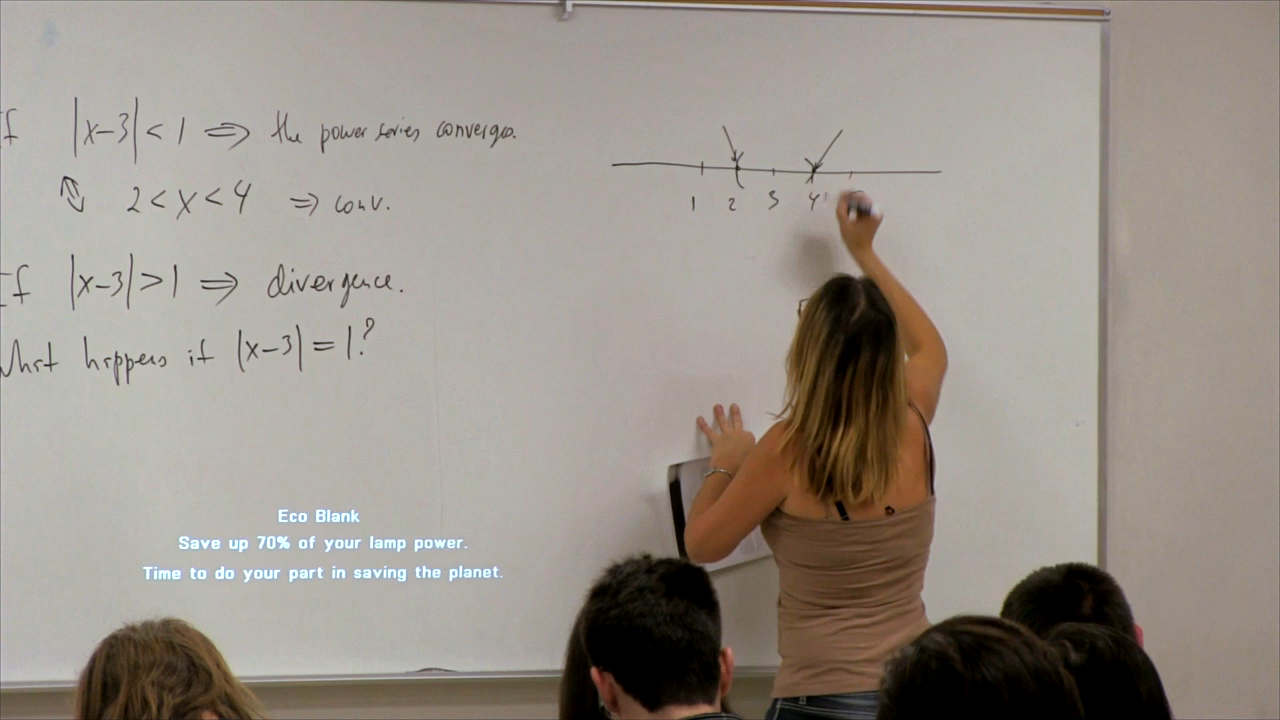 If |x-3| < 1 ⇒ the power series converges.
⇕ 2 < x < 4 ⇒ conv.
If |x-3| > 1 ⇒ divergence.
What happens if |x-3| = 1?
1 2 3 4
Eco Blank
Save up 70% of your lamp power.
Time to do your part in saving the planet.